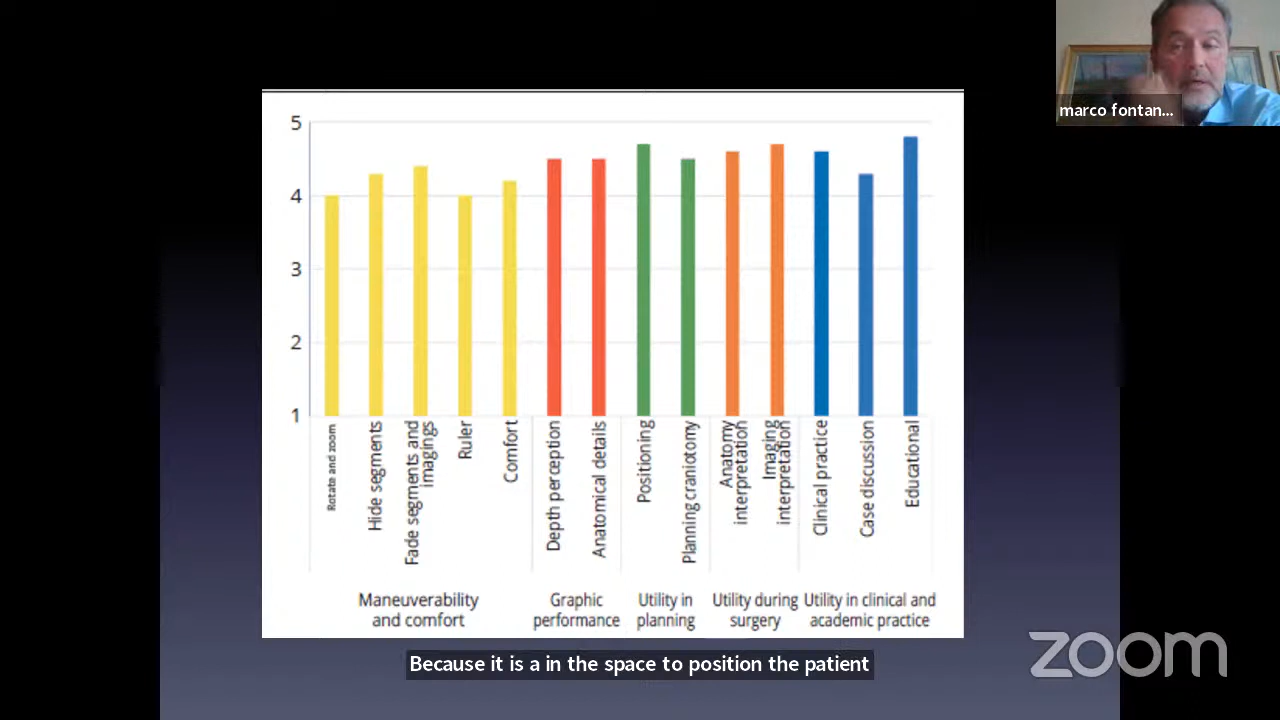 marco fontan...
5
4
3
2
1
Rotate and zoom
Hide segments
Fade segments and
imagings
Ruler
Comfort
Depth perception
Anatomical details
Positioning
Planning craniotomy
Anatomy
interpretation
Imaging
interpretation
Clinical practice
Case discussion
Educational
Maneuverability
and comfort
Graphic
performance
Utility in
planning
Utility during
surgery
Utility in clinical and
academic practice
Because it is a in the space to position the patient
zoom